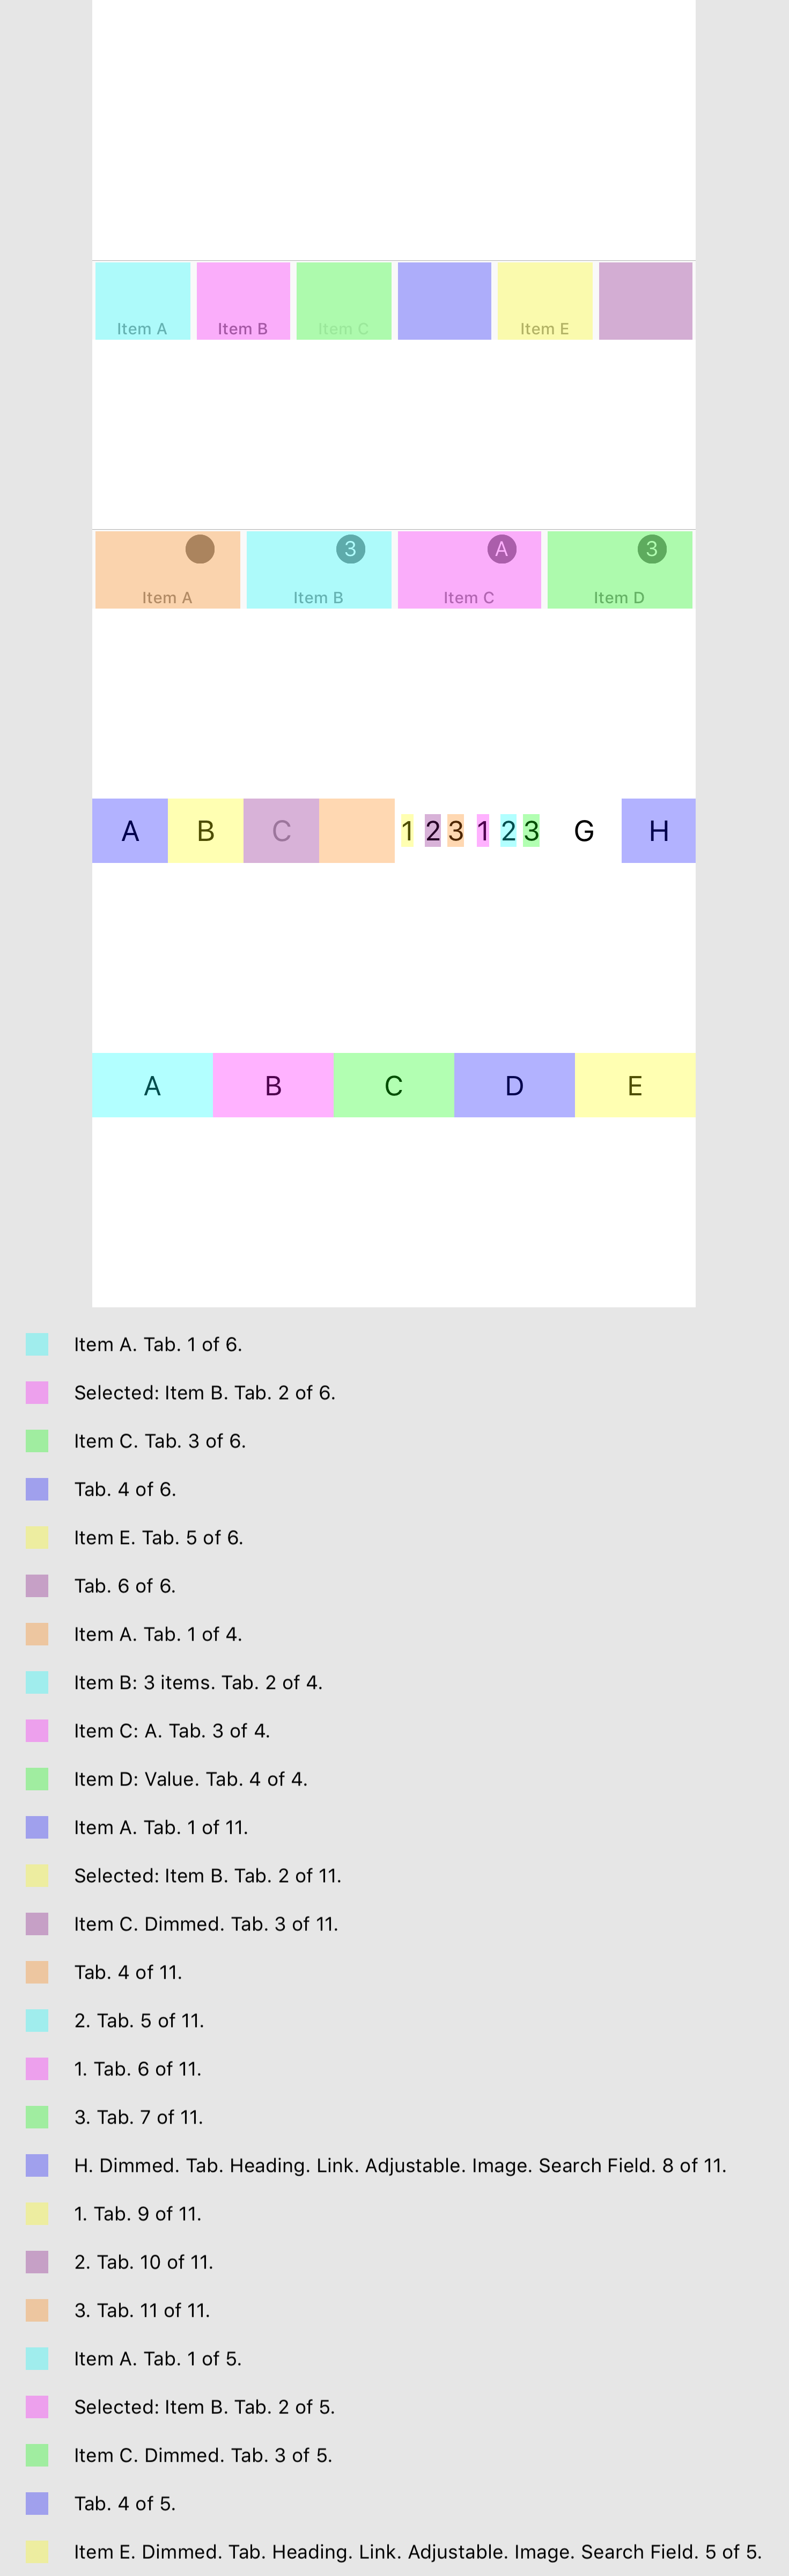 Item A Item B Item C Item E
3 A 3
Item A Item B Item C Item D
A B C 1 2 3 1 2 3 G H
A B C D E
Item A. Tab. 1 of 6.
Selected: Item B. Tab. 2 of 6.
Item C. Tab. 3 of 6.
Tab. 4 of 6.
Item E. Tab. 5 of 6.
Tab. 6 of 6.
Item A. Tab. 1 of 4.
Item B: 3 items. Tab. 2 of 4.
Item C: A. Tab. 3 of 4.
Item D: Value. Tab. 4 of 4.
Item A. Tab. 1 of 11.
Selected: Item B. Tab. 2 of 11.
Item C. Dimmed. Tab. 3 of 11.
Tab. 4 of 11.
2. Tab. 5 of 11.
1. Tab. 6 of 11.
3. Tab. 7 of 11.
H. Dimmed. Tab. Heading. Link. Adjustable. Image. Search Field. 8 of 11.
1. Tab. 9 of 11.
2. Tab. 10 of 11.
3. Tab. 11 of 11.
Item A. Tab. 1 of 5.
Selected: Item B. Tab. 2 of 5.
Item C. Dimmed. Tab. 3 of 5.
Tab. 4 of 5.
Item E. Dimmed. Tab. Heading. Link. Adjustable. Image. Search Field. 5 of 5.